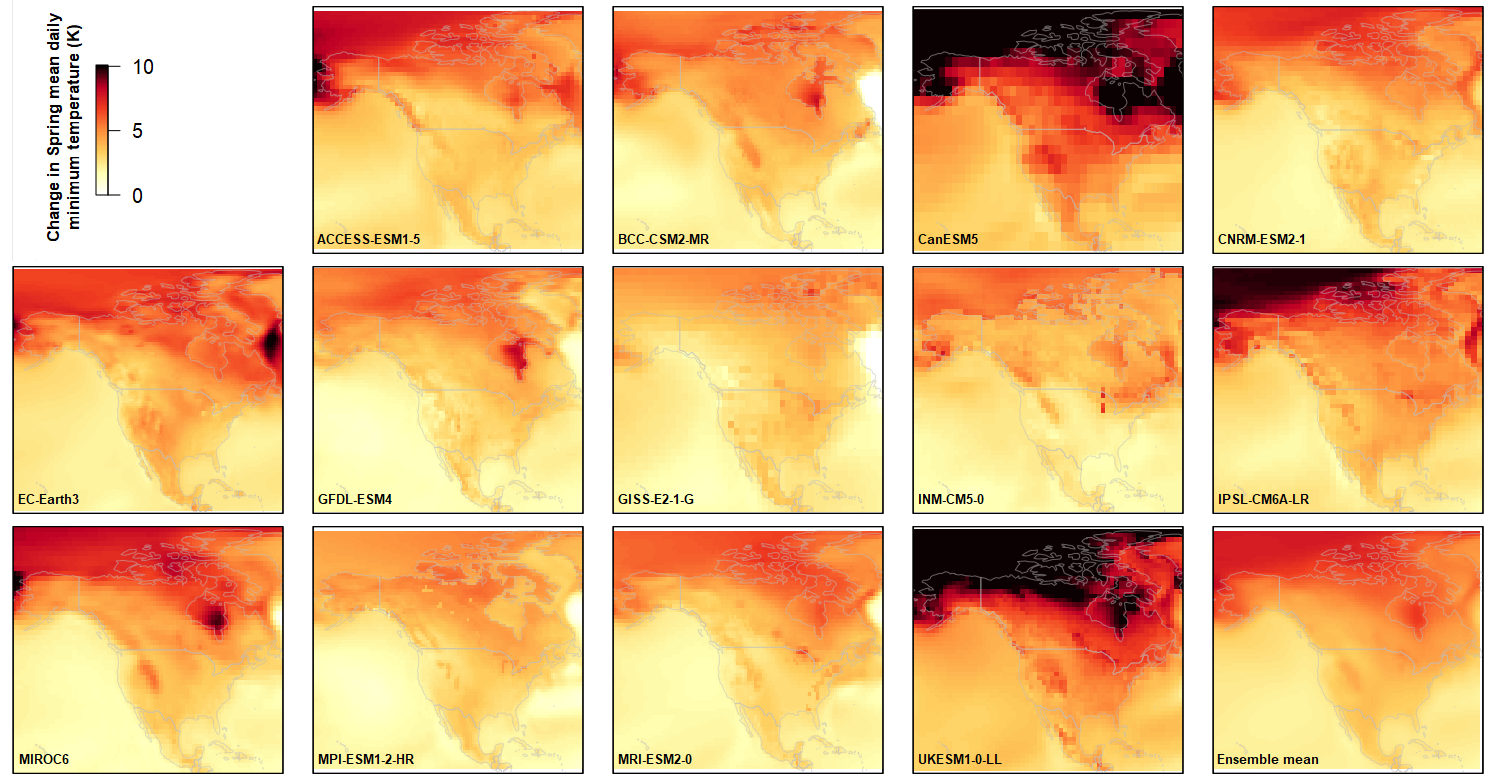 Change in Spring mean daily
minimum temperature (K)
10
5
0
ACCESS-ESM1-5
BCC-CSM2-MR
CanESM5
CNRM-ESM2-1
EC-Earth3
GFDL-ESM4
GISS-E2-1-G
INM-CM5-0
IPSL-CM6A-LR
MIROC6
MPI-ESM1-2-HR
MRI-ESM2-0
UKESM1-0-LL
Ensemble mean